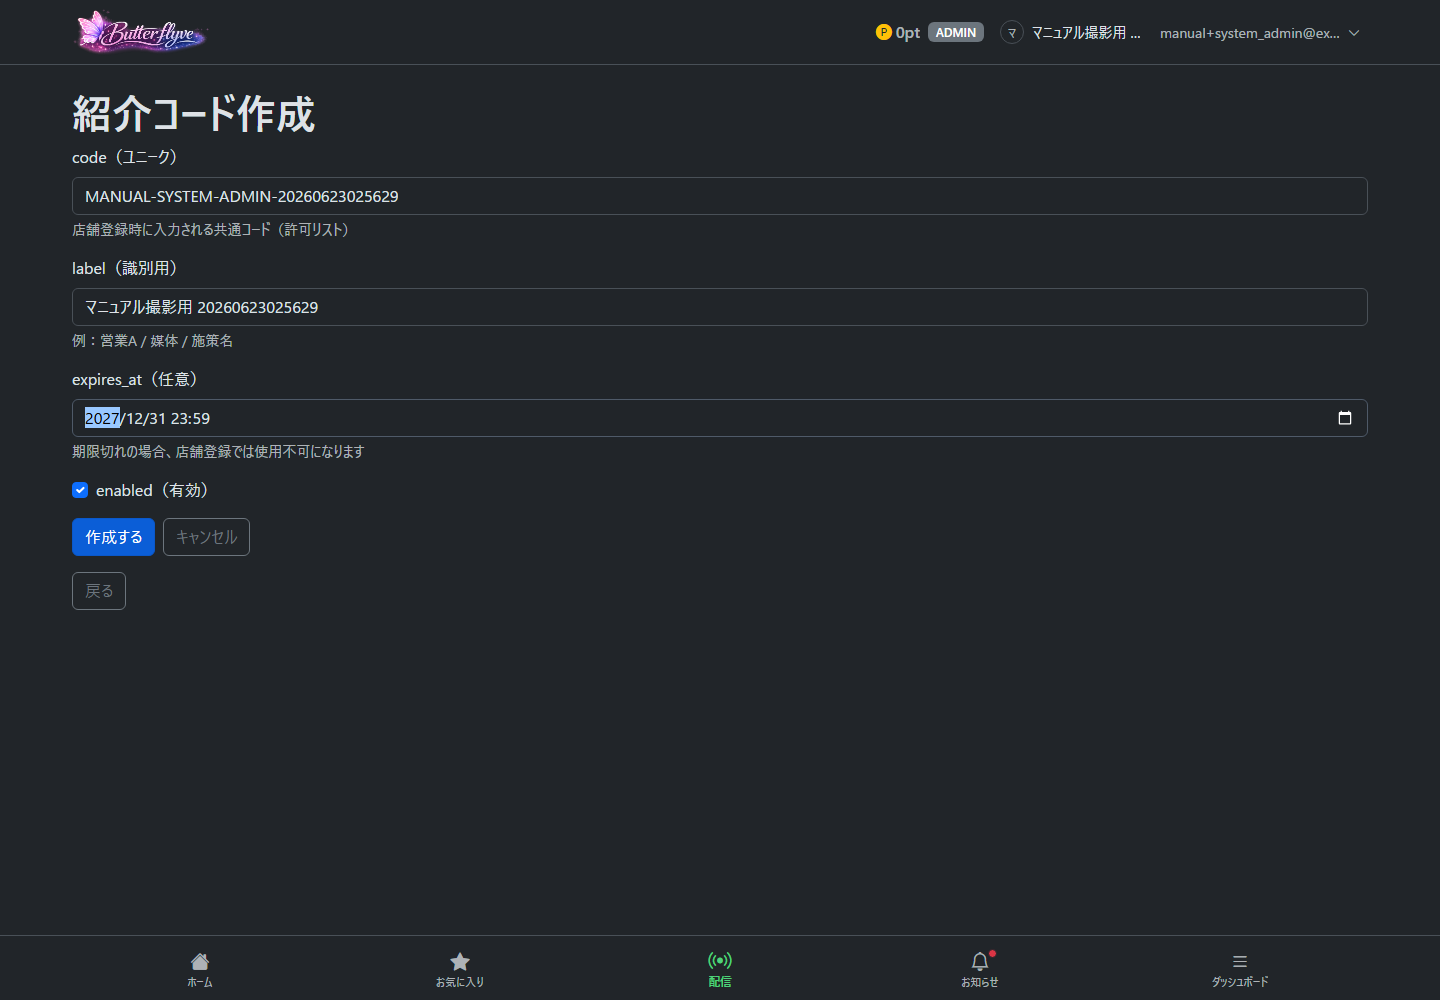 Butterflyve
P 0pt ADMIN マ マニュアル撮影用 ... manual+system_admin@ex...
紹介コード作成
code（ユニーク）
MANUAL-SYSTEM-ADMIN-20260623025629
店舗登録時に入力される共通コード（許可リスト）
label（識別用）
マニュアル撮影用 20260623025629
例：営業A / 媒体 / 施策名
expires_at（任意）
2027/12/31 23:59
期限切れの場合、店舗登録では使用不可になります
enabled（有効）
作成する キャンセル
戻る
ホーム お気に入り 配信 お知らせ ダッシュボード